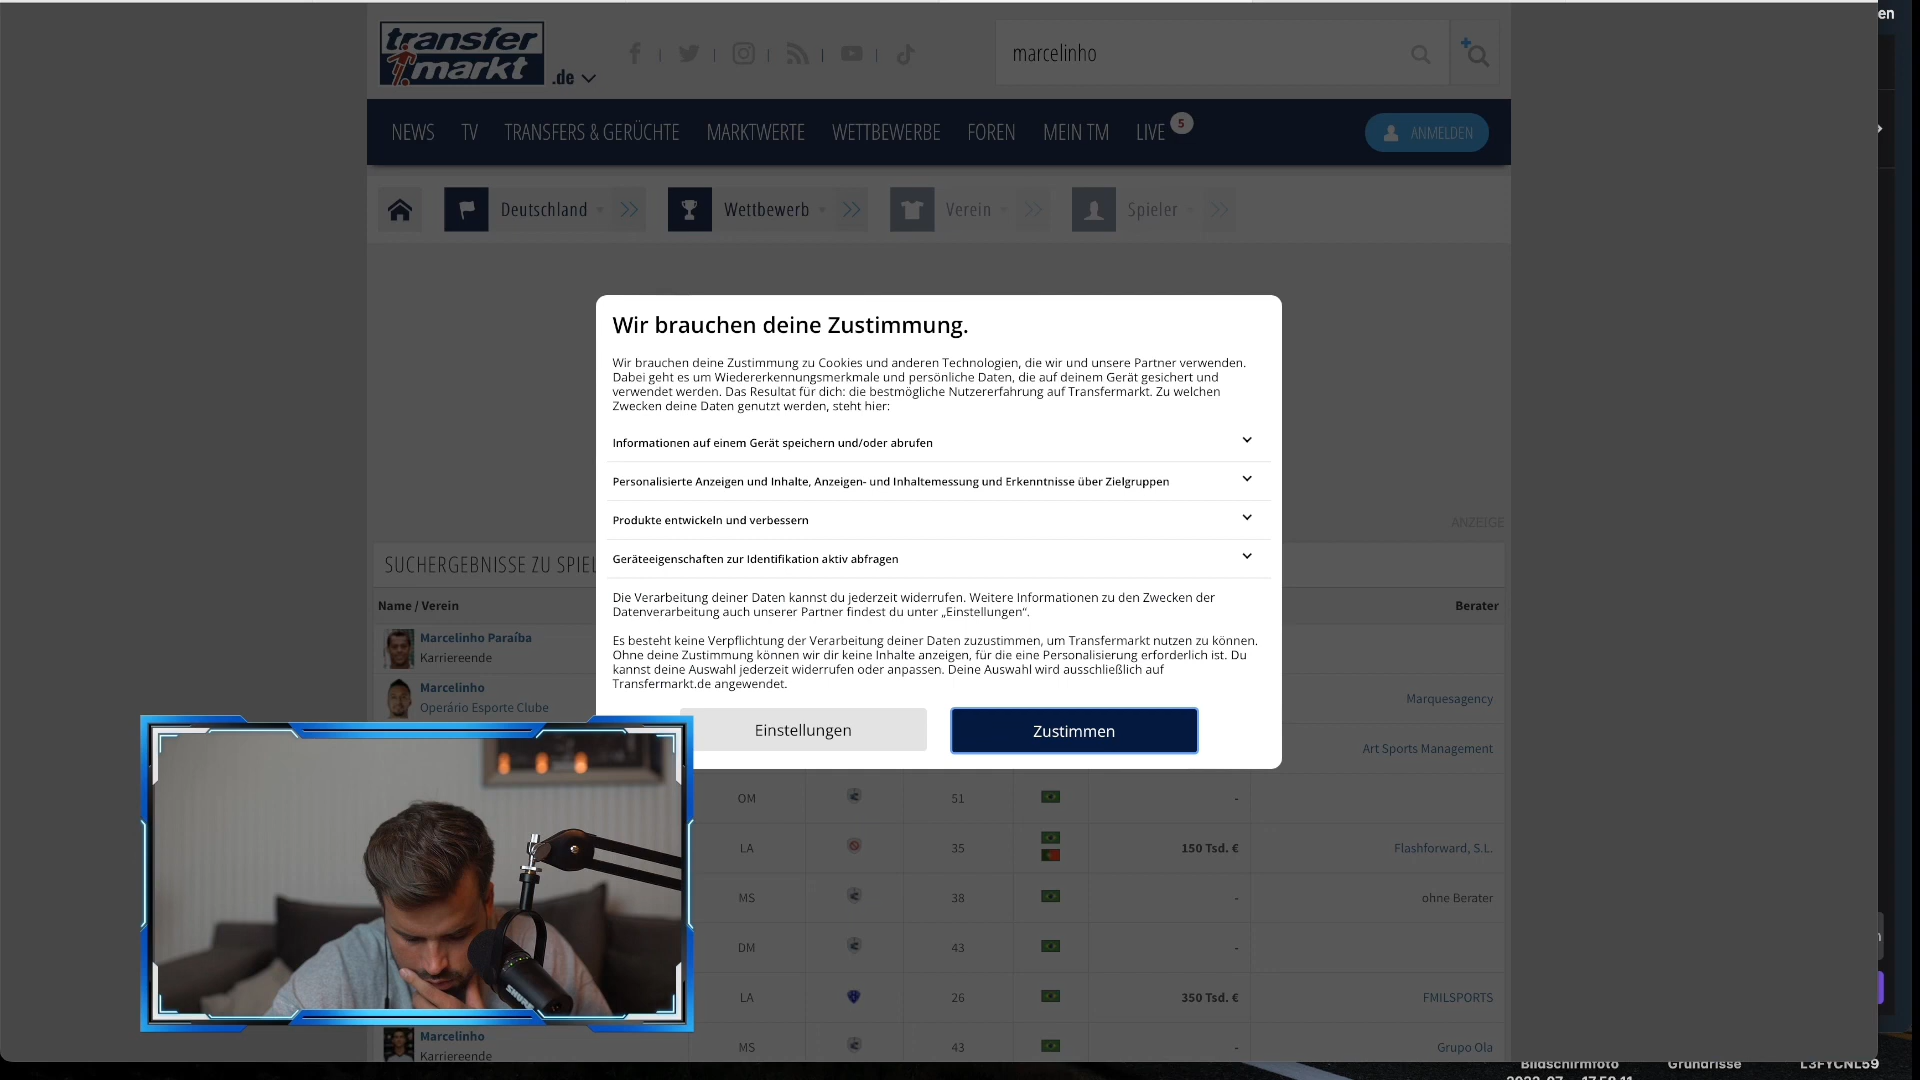 en
transfer
markt
.de
marcelinho
NEWS TV TRANSFERS & GERÜCHTE MARKTWERTE WETTBEWERBE FOREN MEIN TM LIVE 5 ANMELDEN
Deutschland Wettbewerb Verein Spieler
Wir brauchen deine Zustimmung.
Wir brauchen deine Zustimmung zu Cookies und anderen Technologien, die wir und unsere Partner verwenden.
Dabei geht es um Wiedererkennungsmerkmale und persönliche Daten, die auf deinem Gerät gesichert und
verwendet werden. Das Resultat für dich: die bestmögliche Nutzererfahrung auf Transfermarkt. Zu welchen
Zwecken deine Daten genutzt werden, steht hier:
Informationen auf einem Gerät speichern und/oder abrufen
Personalisierte Anzeigen und Inhalte, Anzeigen- und Inhaltemessung und Erkenntnisse über Zielgruppen
Produkte entwickeln und verbessern
Geräteeigenschaften zur Identifikation aktiv abfragen
Die Verarbeitung deiner Daten kannst du jederzeit widerrufen. Weitere Informationen zu den Zwecken der
Datenverarbeitung auch unserer Partner findest du unter „Einstellungen“.
Es besteht keine Verpflichtung der Verarbeitung deiner Daten zuzustimmen, um Transfermarkt nutzen zu können.
Ohne deine Zustimmung können wir dir keine Inhalte anzeigen, für die eine Personalisierung erforderlich ist. Du
kannst deine Auswahl jederzeit widerrufen oder anpassen. Deine Auswahl wird ausschließlich auf
Transfermarkt.de angewendet.
Einstellungen Zustimmen
ANZEIGE
SUCHERGEBNISSE ZU SPIEL
Name / Verein Berater
Marcelinho Paraíba
Karriereende
Marcelinho
Operário Esporte Clube Marquesagency
Art Sports Management
OM 51 -
LA 35 150 Tsd. € Flashforward, S.L.
MS 38 - ohne Berater
DM 43 -
LA 26 350 Tsd. € FMILSPORTS
Marcelinho
Karriereende MS 43 - Grupo Ola
SHURE
Bildschirmfoto Grundrisse L3FYCNL59